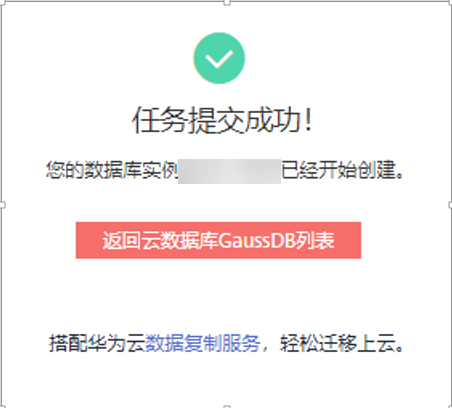 任务提交成功！
您的数据库实例已经开始创建。
返回云数据库GaussDB列表
搭配华为云数据复制服务，轻松迁移上云。